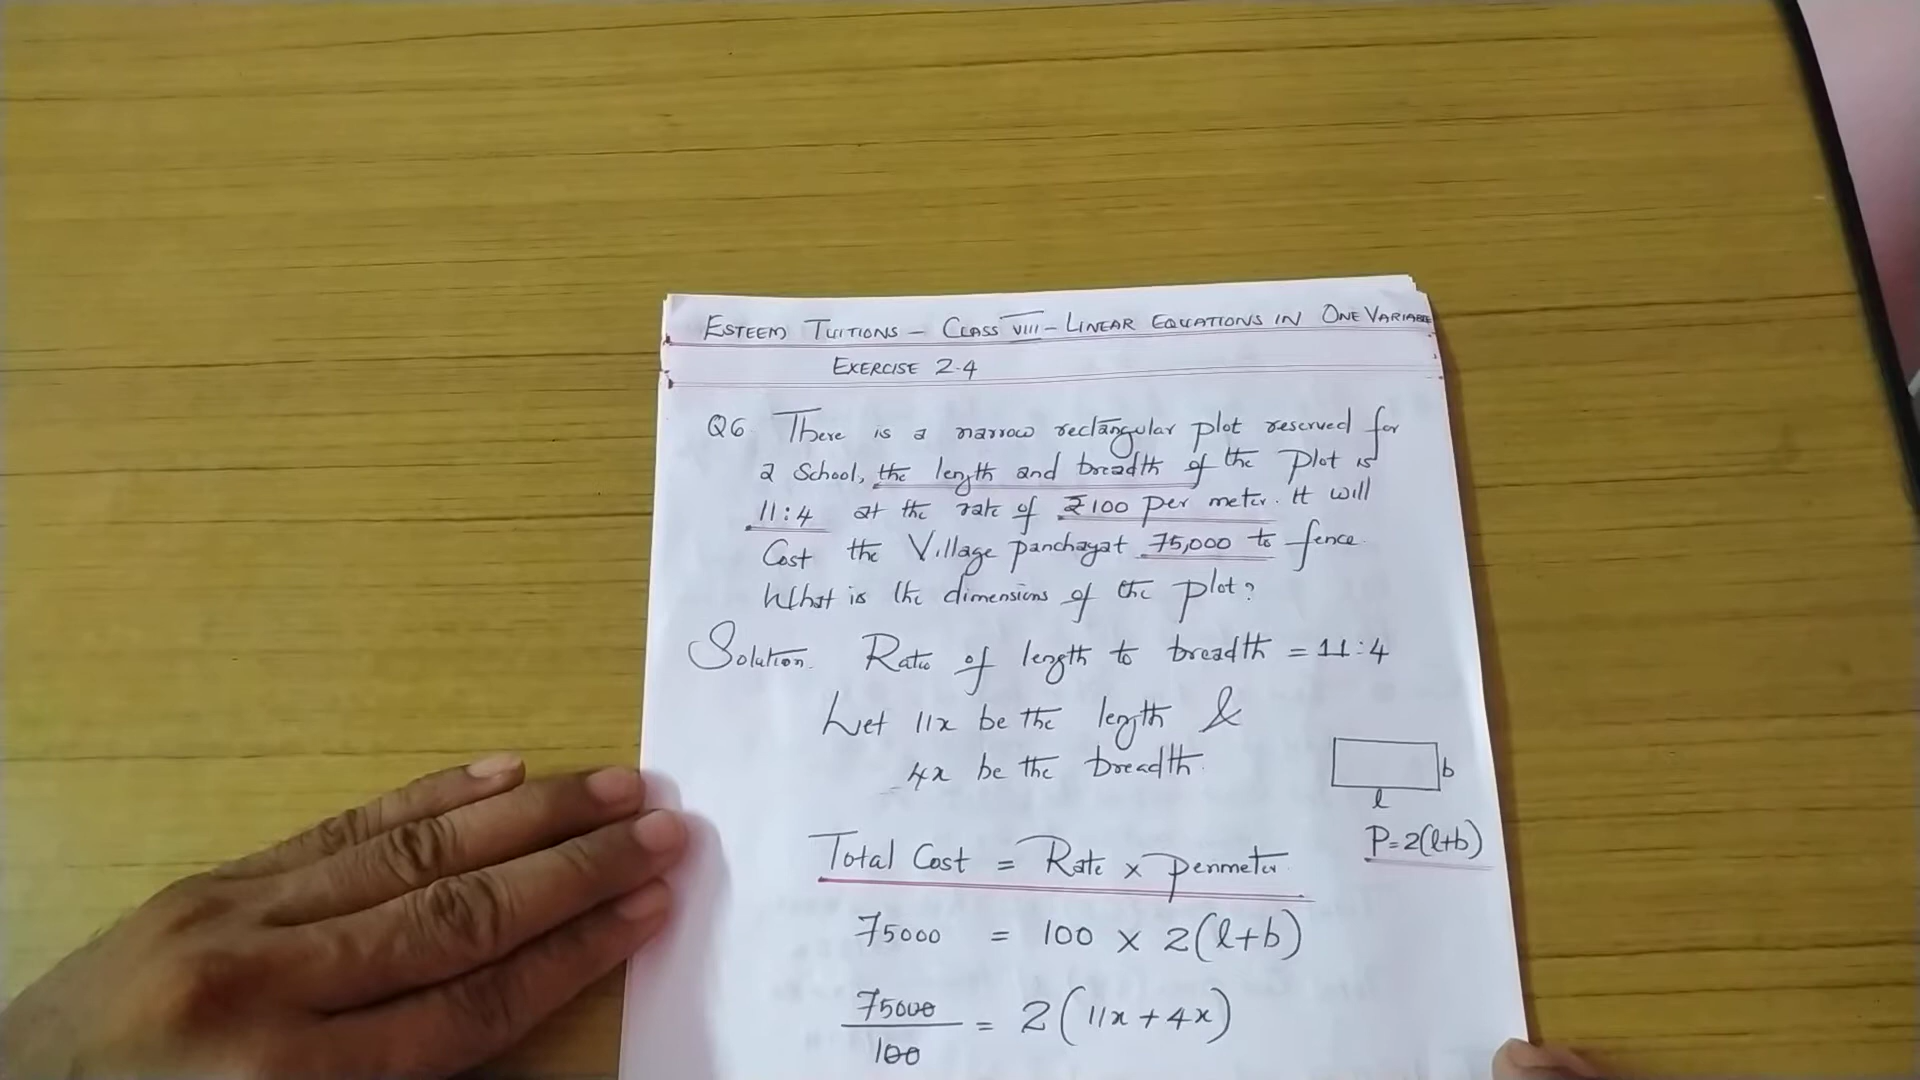 ESTEEM TUITIONS - CLASS VIII - LINEAR EQUATIONS IN ONE VARIABLE
EXERCISE 2.4
Q6. There is a narrow rectangular plot reserved for
a School, the length and breadth of the plot is
11:4 at the rate of ₹100 per meter. It will
Cost the Village panchayat 75,000 to fence.
What is the dimensions of the plot?
Solution. Ratio of length to breadth = 11:4
Let 11x be the length &
4x be the breadth.
b
l
P=2(l+b)
Total Cost = Rate x perimeter
75000 = 100 x 2(l+b)
75000/100 = 2(11x+4x)